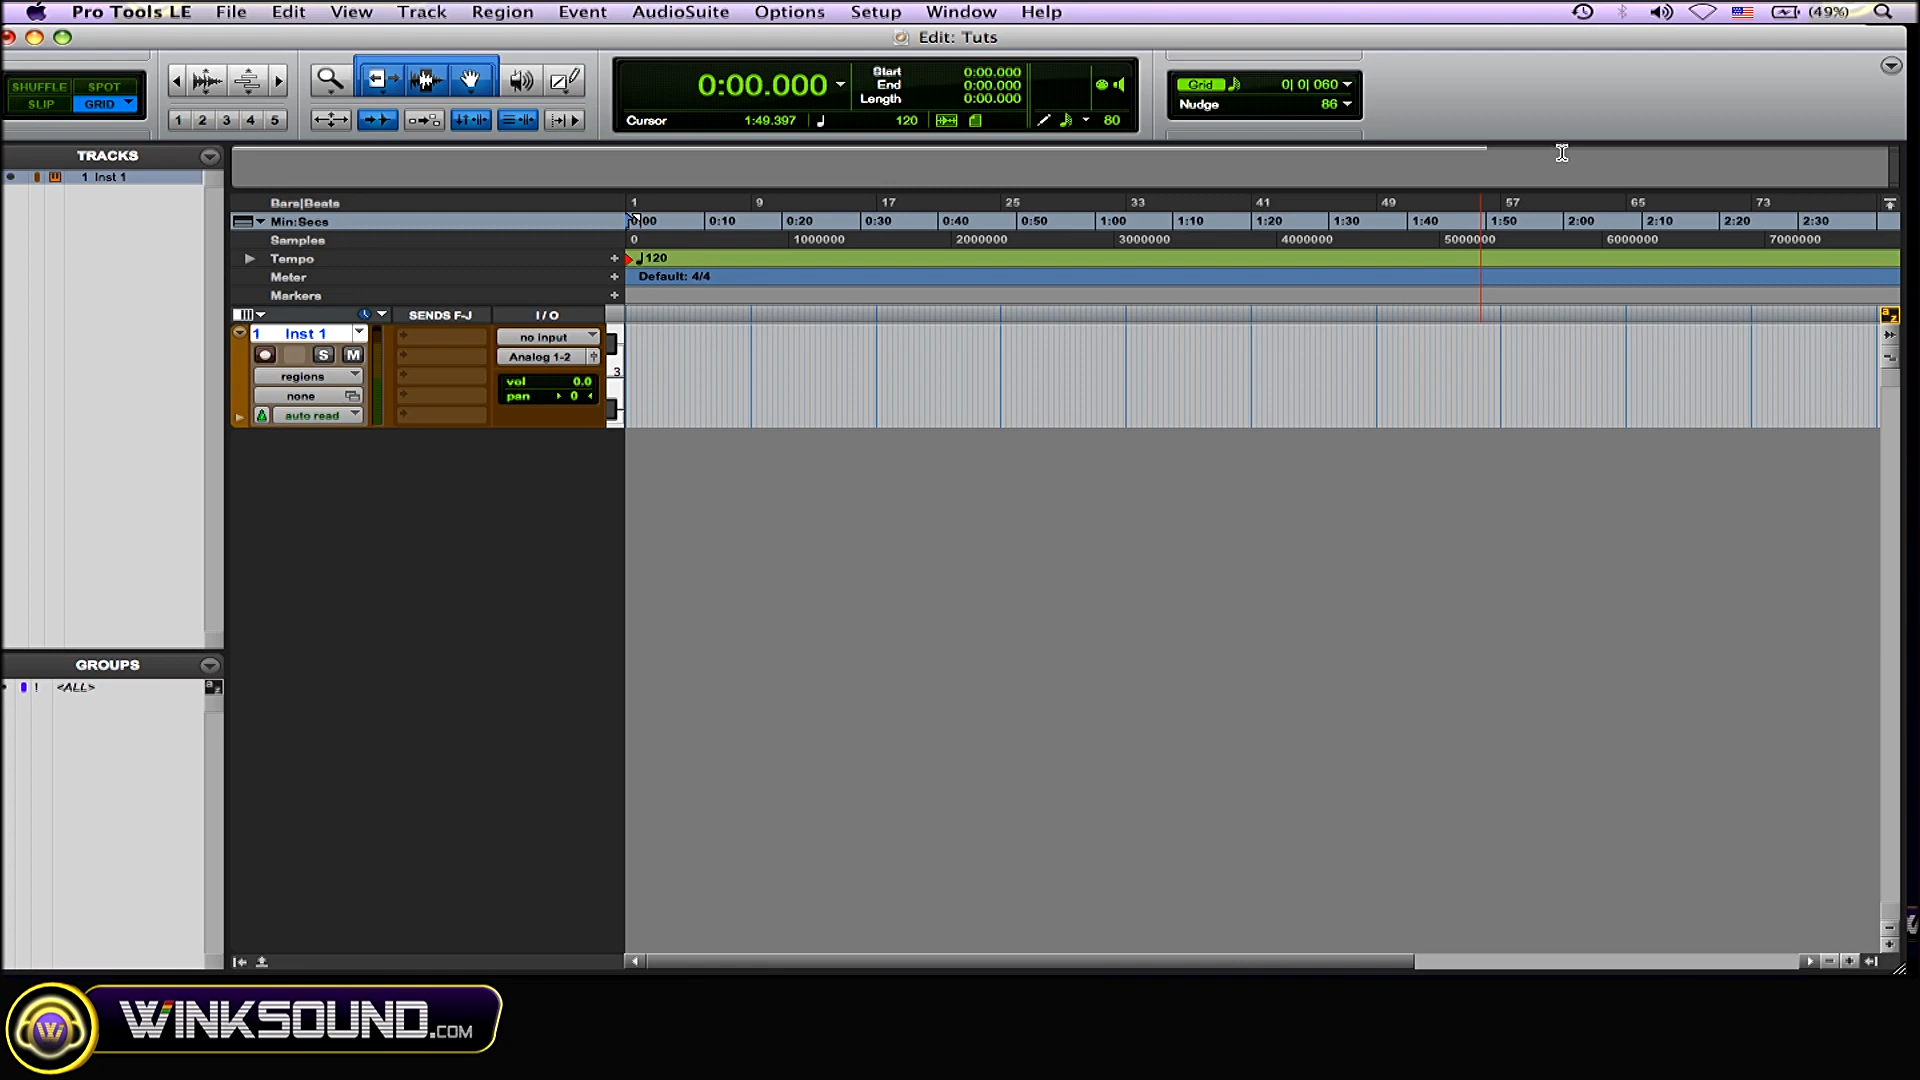 Pro Tools LE File Edit View Track Region Event AudioSuite Options Setup Window Help (49%)
Edit: Tuts
SHUFFLE SPOT
SLIP GRID
1 2 3 4 5
0:00.000
Start 0:00.000
End 0:00.000
Length 0:00.000
Cursor 1:49.397 120 80
Grid 0| 0| 060
Nudge 86
TRACKS
1 Inst 1
GROUPS
! <ALL>
a z
Bars|Beats 1 9 17 25 33 41 49 57 65 73
Min:Secs 0:00 0:10 0:20 0:30 0:40 0:50 1:00 1:10 1:20 1:30 1:40 1:50 2:00 2:10 2:20 2:30
Samples 0 1000000 2000000 3000000 4000000 5000000 6000000 7000000
Tempo + 120
Meter + Default: 4/4
Markers +
SENDS F-J I / O
a z
1 Inst 1
S M
regions
none
auto read
no input
Analog 1-2
vol 0.0
pan 0
3
W WINKSOUND.COM